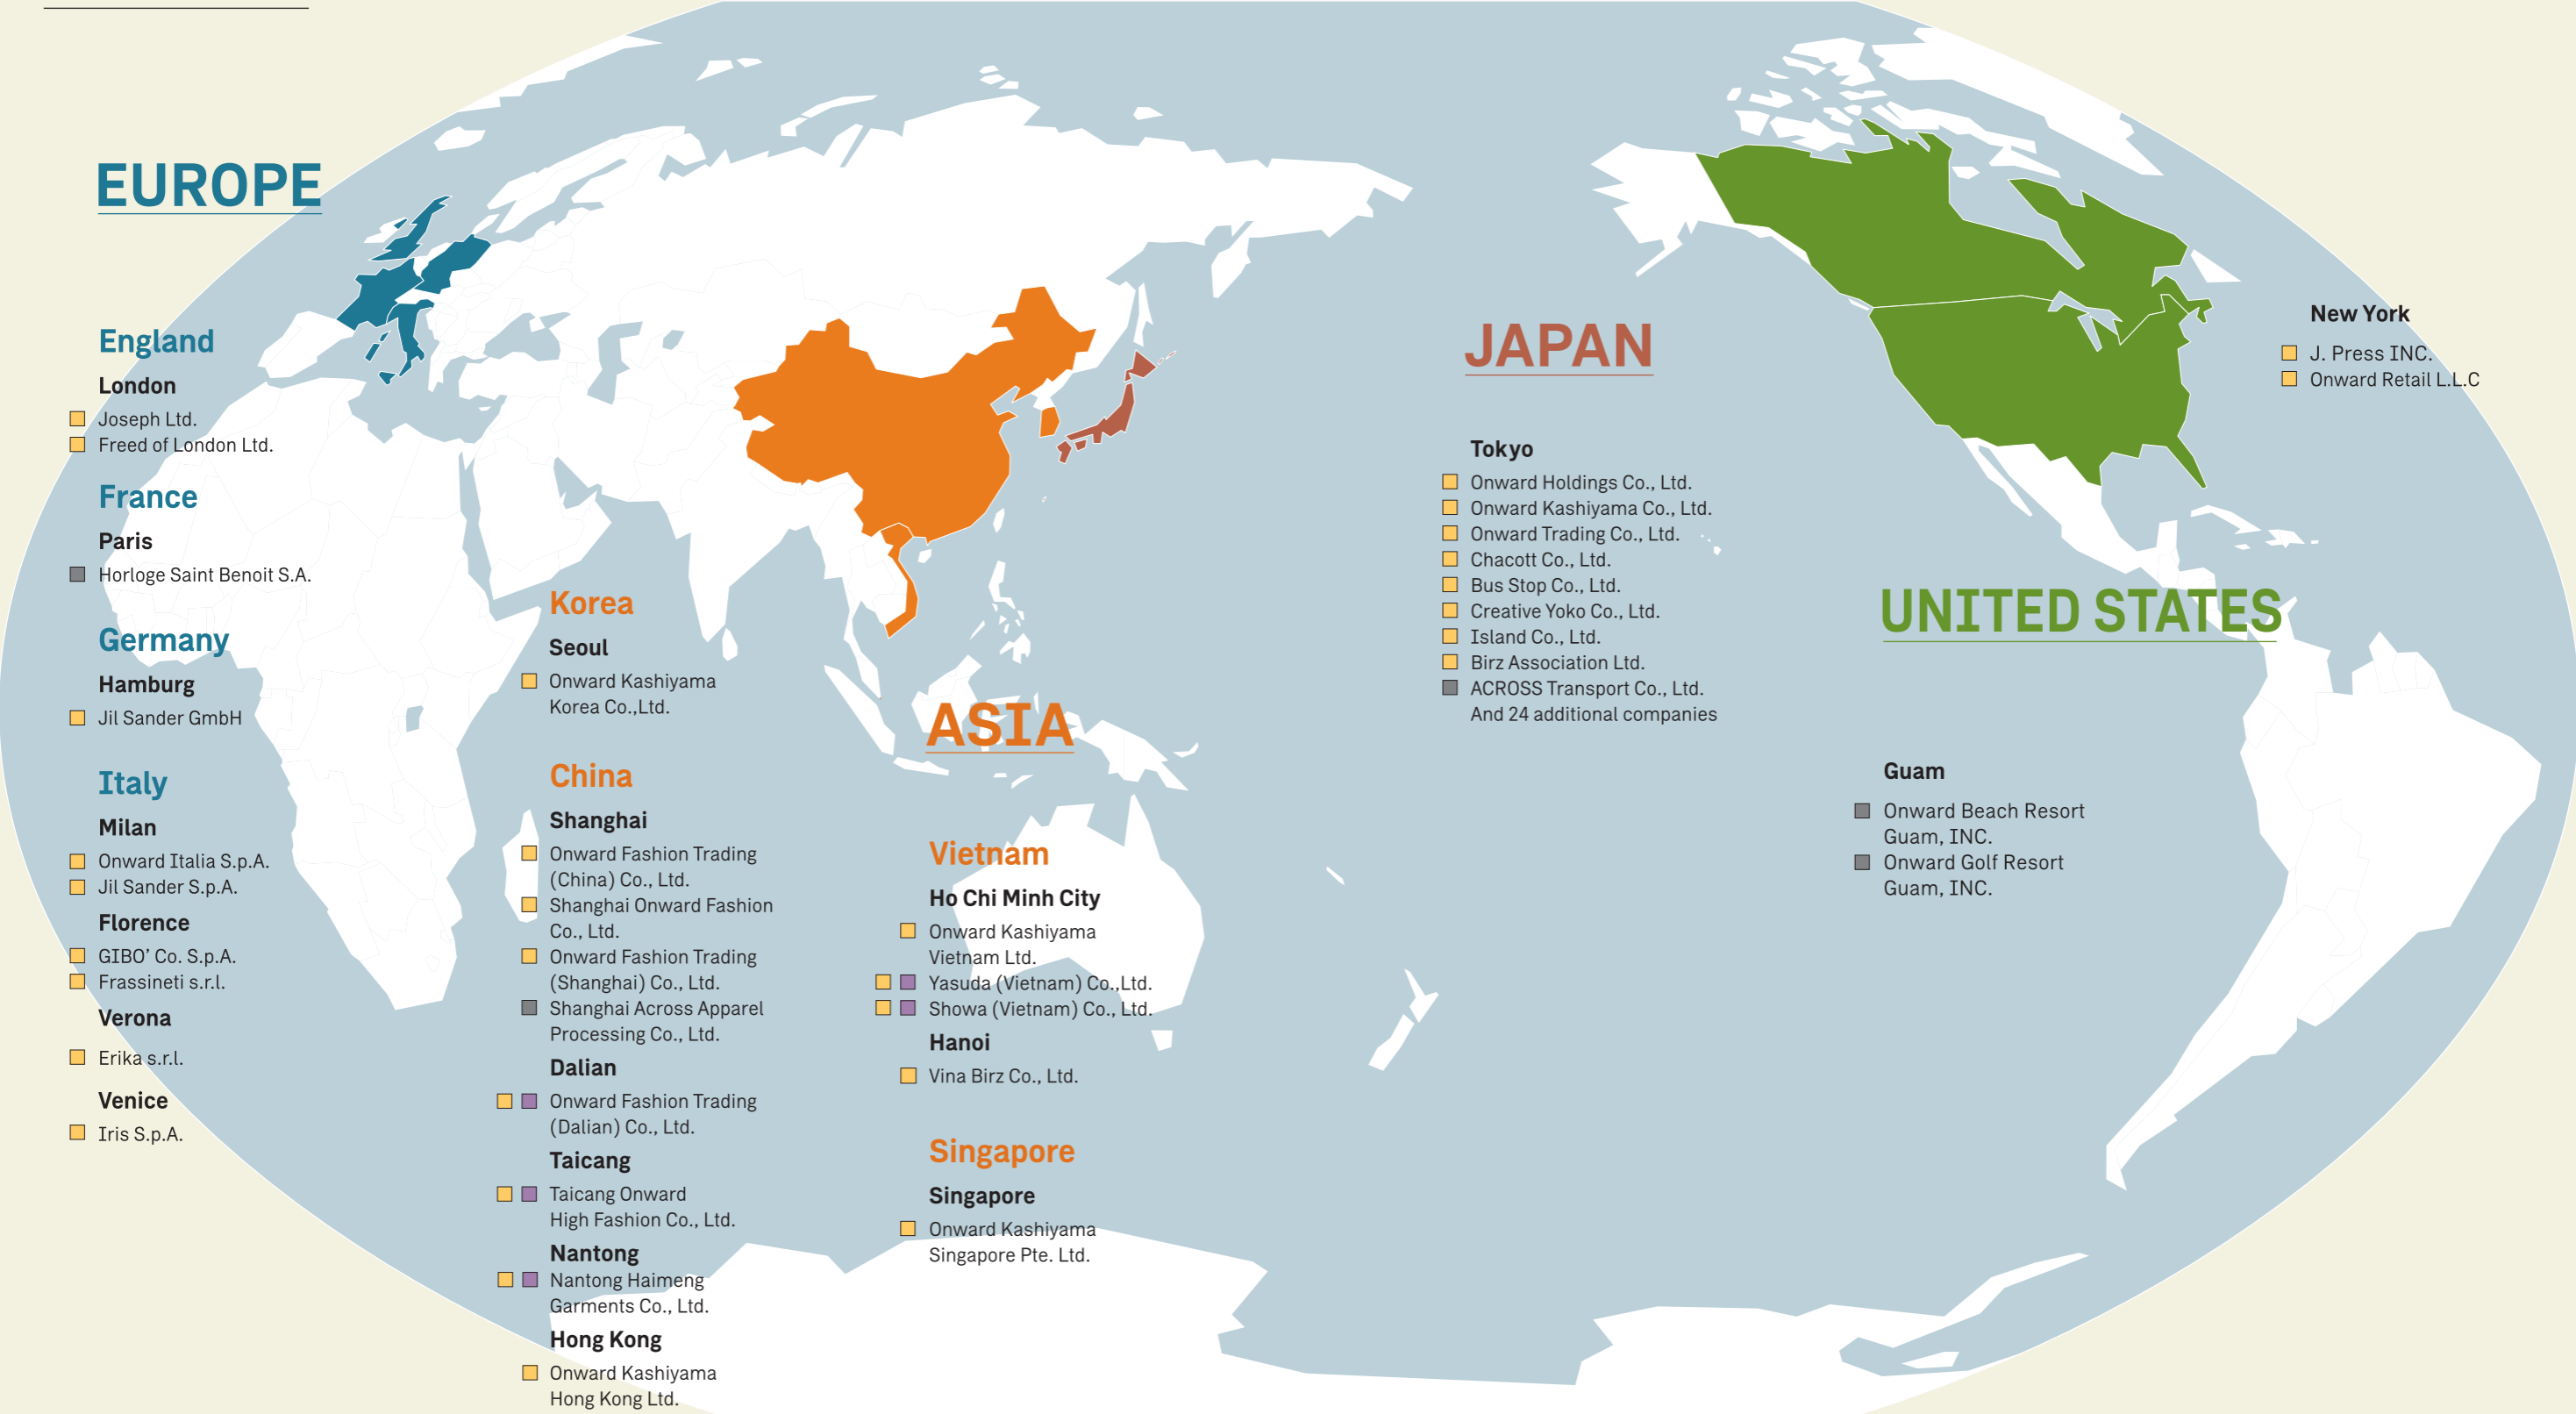 EUROPE
England
London
Joseph Ltd.
Freed of London Ltd.
France
Paris
Horloge Saint Benoit S.A.
Germany
Hamburg
Jil Sander GmbH
Italy
Milan
Onward Italia S.p.A.
Jil Sander S.p.A.
Florence
GIBO’ Co. S.p.A.
Frassineti s.r.l.
Verona
Erika s.r.l.
Venice
Iris S.p.A.
ASIA
Korea
Seoul
Onward Kashiyama
Korea Co.,Ltd.
China
Shanghai
Onward Fashion Trading
(China) Co., Ltd.
Shanghai Onward Fashion
Co., Ltd.
Onward Fashion Trading
(Shanghai) Co., Ltd.
Shanghai Across Apparel
Processing Co., Ltd.
Dalian
Onward Fashion Trading
(Dalian) Co., Ltd.
Taicang
Taicang Onward
High Fashion Co., Ltd.
Nantong
Nantong Haimeng
Garments Co., Ltd.
Hong Kong
Onward Kashiyama
Hong Kong Ltd.
Vietnam
Ho Chi Minh City
Onward Kashiyama
Vietnam Ltd.
Yasuda (Vietnam) Co.,Ltd.
Showa (Vietnam) Co., Ltd.
Hanoi
Vina Birz Co., Ltd.
Singapore
Singapore
Onward Kashiyama
Singapore Pte. Ltd.
JAPAN
Tokyo
Onward Holdings Co., Ltd.
Onward Kashiyama Co., Ltd.
Onward Trading Co., Ltd.
Chacott Co., Ltd.
Bus Stop Co., Ltd.
Creative Yoko Co., Ltd.
Island Co., Ltd.
Birz Association Ltd.
ACROSS Transport Co., Ltd.
And 24 additional companies
UNITED STATES
New York
J. Press INC.
Onward Retail L.L.C
Guam
Onward Beach Resort
Guam, INC.
Onward Golf Resort
Guam, INC.